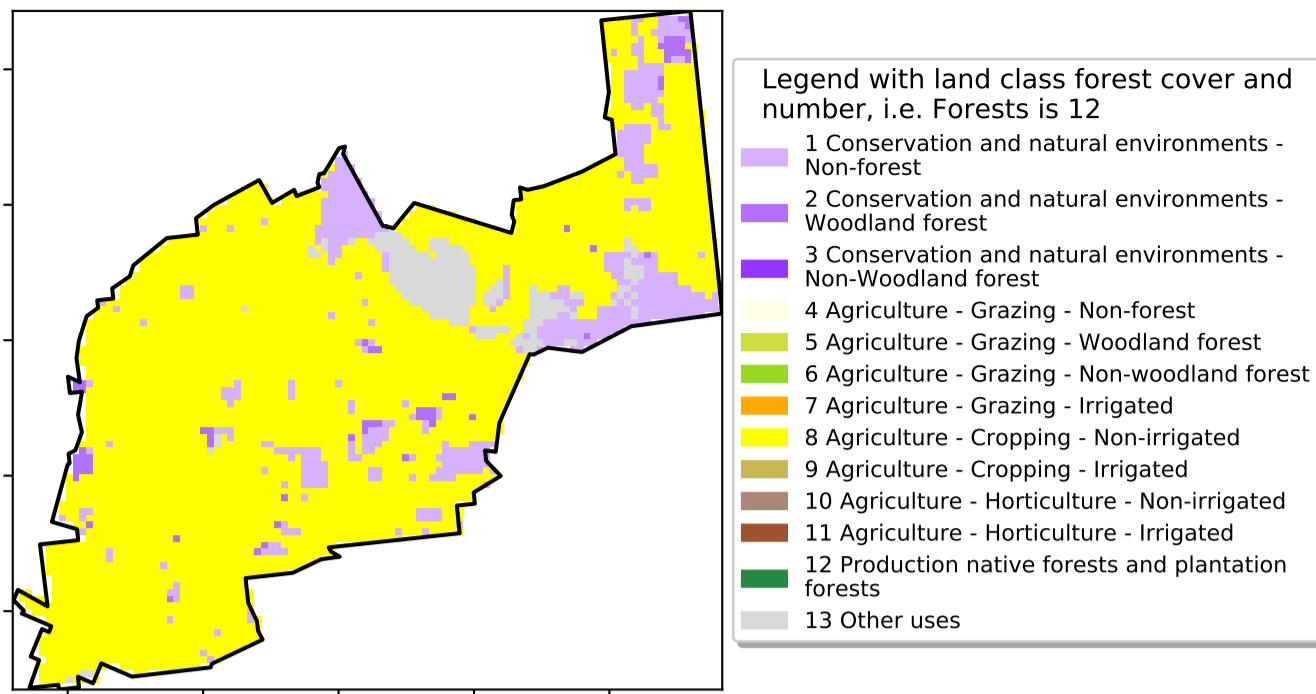 Legend with land class forest cover and
number, i.e. Forests is 12
1 Conservation and natural environments -
Non-forest
2 Conservation and natural environments -
Woodland forest
3 Conservation and natural environments -
Non-Woodland forest
4 Agriculture - Grazing - Non-forest
5 Agriculture - Grazing - Woodland forest
6 Agriculture - Grazing - Non-woodland forest
7 Agriculture - Grazing - Irrigated
8 Agriculture - Cropping - Non-irrigated
9 Agriculture - Cropping - Irrigated
10 Agriculture - Horticulture - Non-irrigated
11 Agriculture - Horticulture - Irrigated
12 Production native forests and plantation
forests
13 Other uses